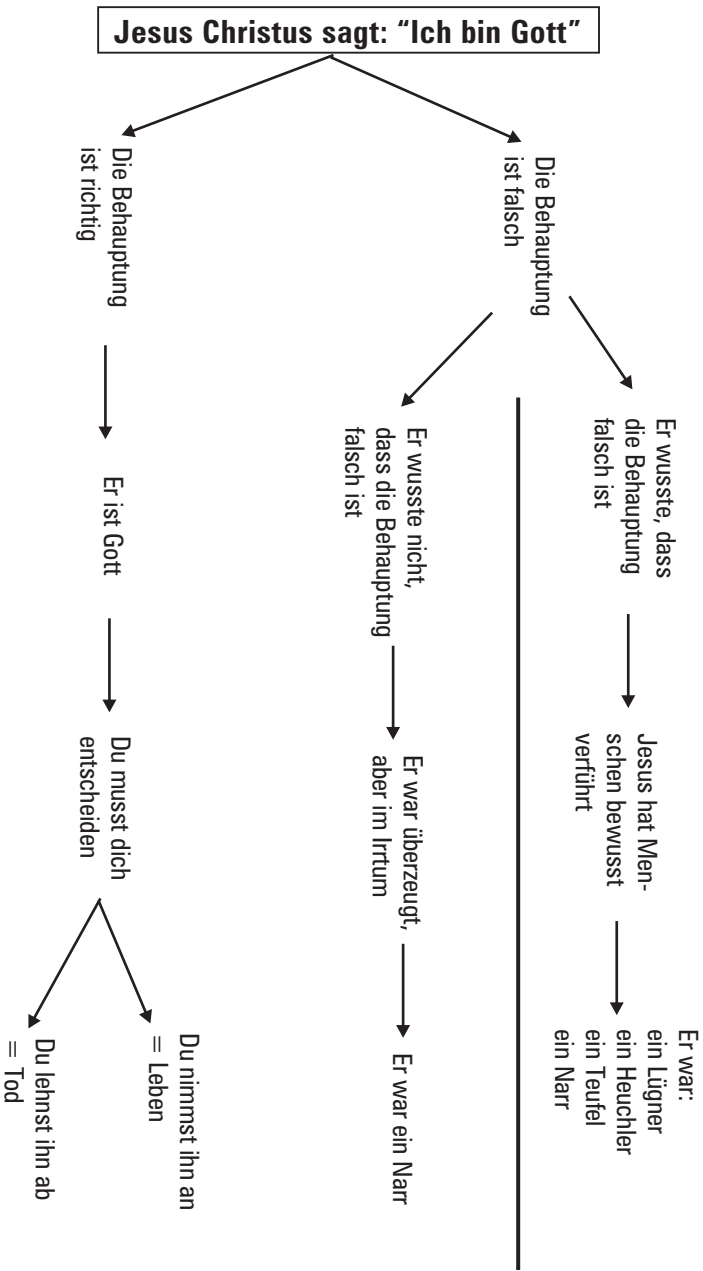 Jesus Christus sagt: “Ich bin Gott”
Die Behauptung
ist richtig
Er ist Gott
Du musst dich
entscheiden
Du nimmst ihn an
= Leben
Du lehnst ihn ab
= Tod
Die Behauptung
ist falsch
Er wusste nicht,
dass die Behauptung
falsch ist
Er war überzeugt,
aber im Irrtum
Er war ein Narr
Er wusste, dass
die Behauptung
falsch ist
Jesus hat Men-
schen bewusst
verführt
Er war:
ein Lügner
ein Heuchler
ein Teufel
ein Narr